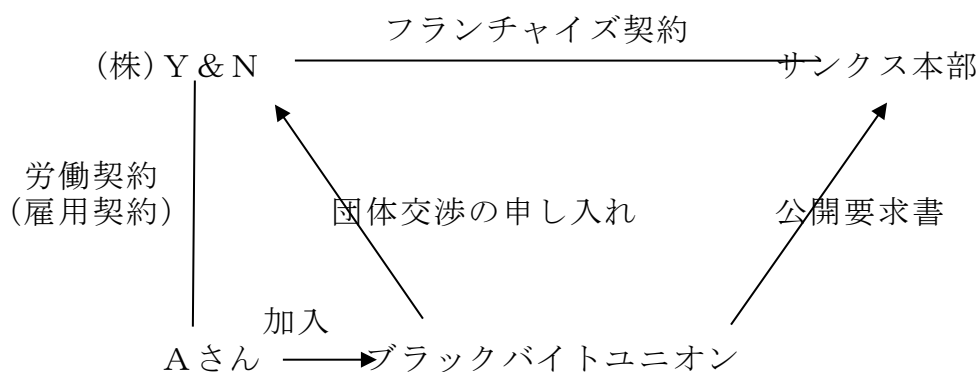 フランチャイズ契約
(株)Y&N
サンクス本部
労働契約
(雇用契約)
団体交渉の申し入れ
公開要求書
加入
Aさん
ブラックバイトユニオン